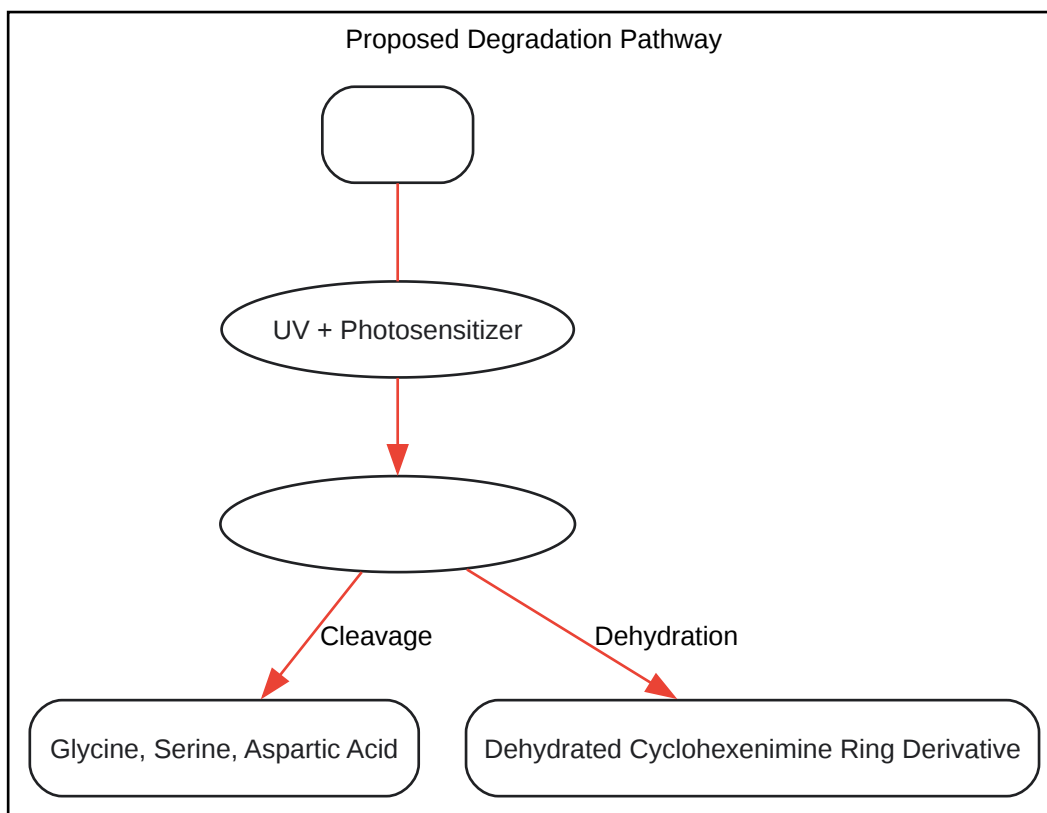 Proposed Degradation Pathway
UV + Photosensitizer
Cleavage
Dehydration
Glycine, Serine, Aspartic Acid
Dehydrated Cyclohexenimine Ring Derivative